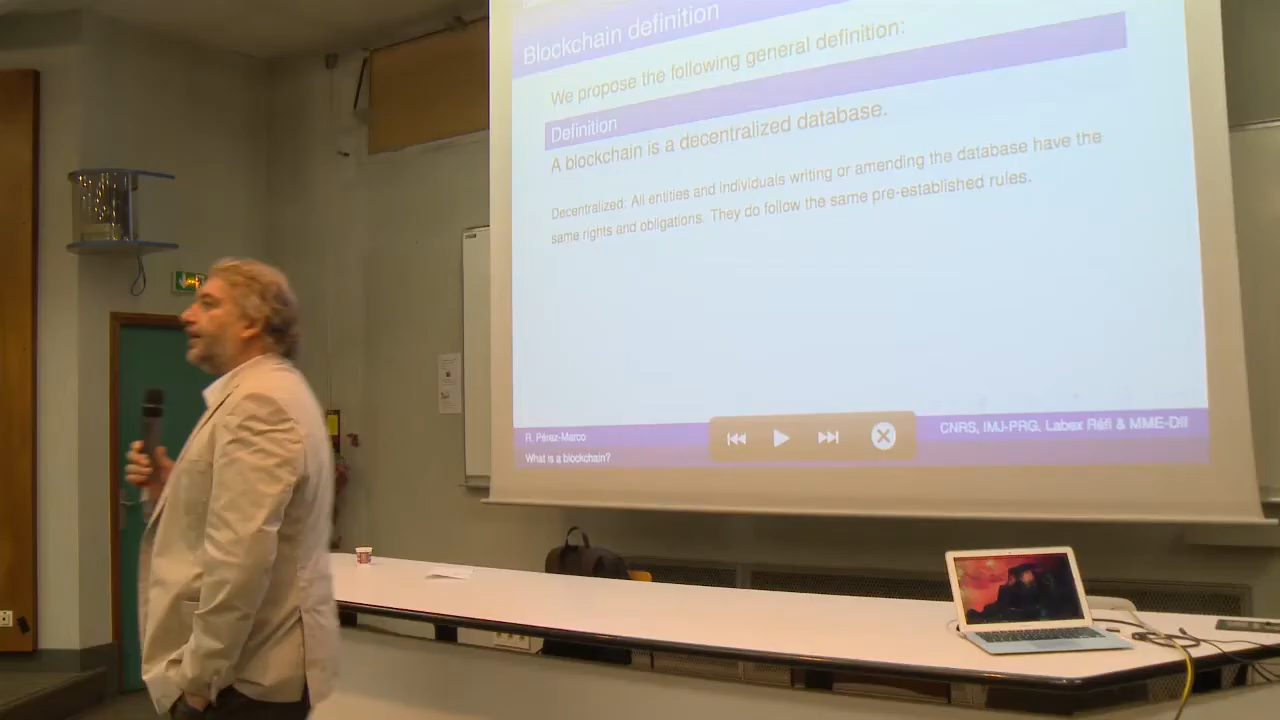 Blockchain definition
We propose the following general definition:
Definition
A blockchain is a decentralized database.
Decentralized: All entities and individuals writing or amending the database have the
same rights and obligations. They do follow the same pre-established rules.
R. Pérez-Marco
CNRS, IMJ-PRG, Labex Réfi & MME-DII
What is a blockchain?